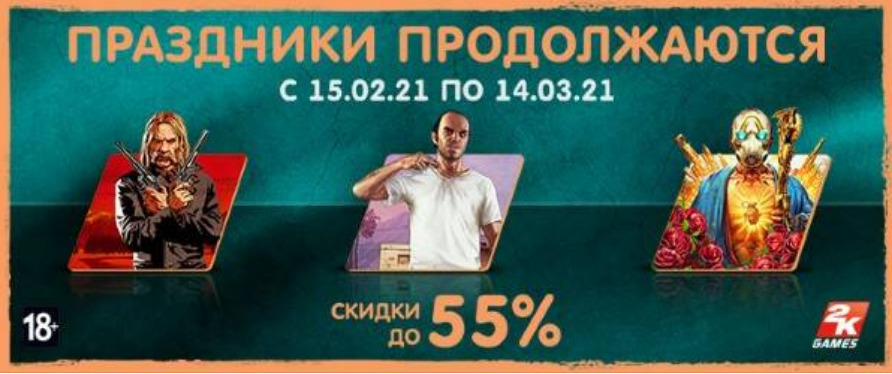 ПРАЗДНИКИ ПРОДОЛЖАЮТСЯ
С 15.02.21 ПО 14.03.21
СКИДКИ
ДО 55%
18+
2K
GAMES